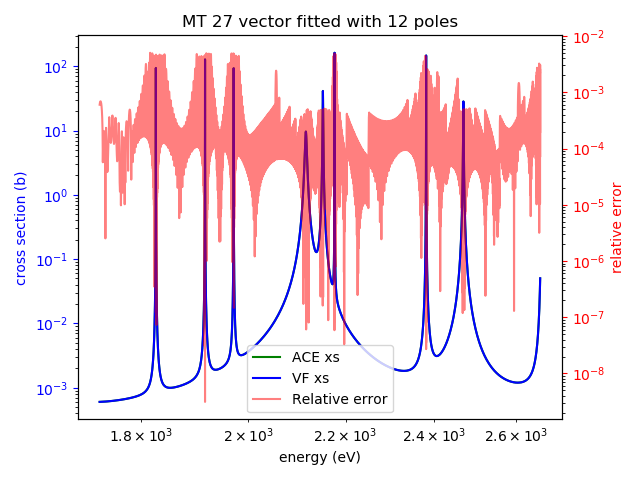 MT 27 vector fitted with 12 poles
cross section (b)
10²
10¹
10⁰
10⁻¹
10⁻²
10⁻³
10⁻²
10⁻³
10⁻⁴
10⁻⁵
10⁻⁶
10⁻⁷
10⁻⁸
relative error
ACE xs
VF xs
Relative error
1.8 × 10³ 2 × 10³ 2.2 × 10³ 2.4 × 10³ 2.6 × 10³
energy (eV)